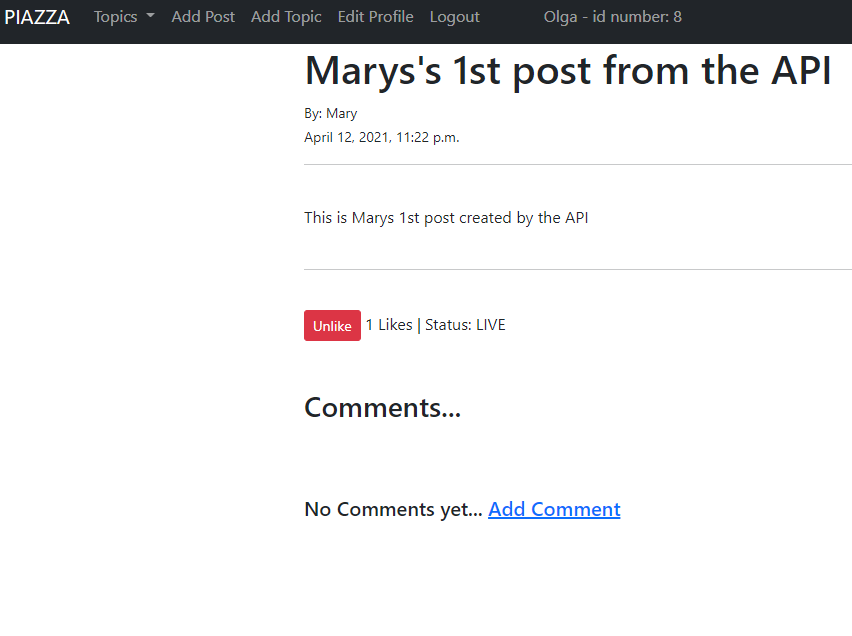 PIAZZA Topics Add Post Add Topic Edit Profile Logout Olga - id number: 8
Marys's 1st post from the API
By: Mary
April 12, 2021, 11:22 p.m.
This is Marys 1st post created by the API
Unlike 1 Likes | Status: LIVE
Comments...
No Comments yet... Add Comment